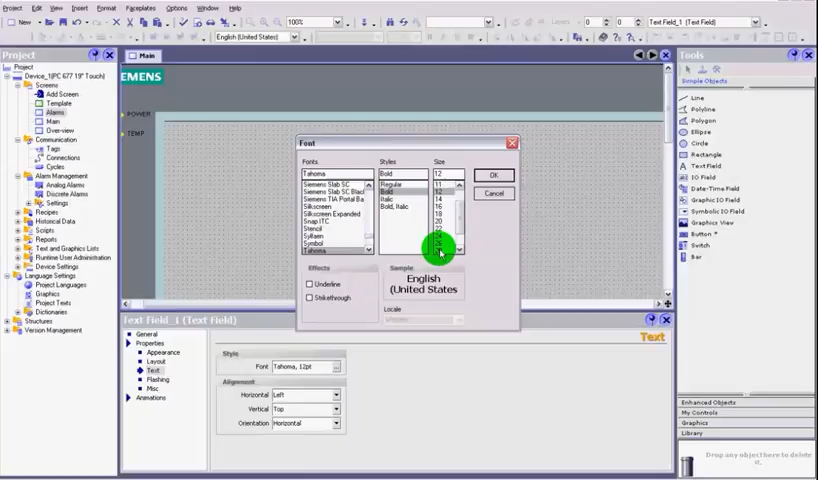 Project Edit View Insert Format Faceplates Options Window Help
New 100% 0 0 Text Field_1 (Text Field)
English (United States)
Project
Project
Device_1(PC 677 19" Touch)
Screens
Add Screen
Template
Alarms
Main
Over-view
Communication
Tags
Connections
Cycles
Alarm Management
Analog Alarms
Discrete Alarms
Settings
Recipes
Historical Data
Scripts
Reports
Text and Graphics Lists
Runtime User Administration
Device Settings
Language Settings
Project Languages
Graphics
Project Texts
Dictionaries
Structures
Version Management
Main
EMENS
POWER
TEMP
Font
Fonts Styles Size
Tahoma Bold 12
Siemens Slab SC
Siemens Slab SC Blac
Siemens TIA Portal Ba
Silkscreen
Silkscreen Expanded
Snap ITC
Stencil
Sylfaen
Symbol
Tahoma
Regular
Bold
Italic
Bold, Italic
11
12
14
16
18
20
22
OK
Cancel
Effects
Underline
Strikethrough
Sample:
English
(United States
Locale
Text Field_1 (Text Field)
General
Properties
Appearance
Layout
Text
Flashing
Misc
Animations
Text
Style
Font Tahoma, 12pt
Alignment
Horizontal Left
Vertical Top
Orientation Horizontal
Tools
Simple Objects
Line
Polyline
Polygon
Ellipse
Circle
Rectangle
Text Field
IO Field
Date-Time Field
Graphic IO Field
Symbolic IO Field
Graphics View
Button
Switch
Bar
Enhanced Objects
My Controls
Graphics
Library
Drop any object here to delete
it.